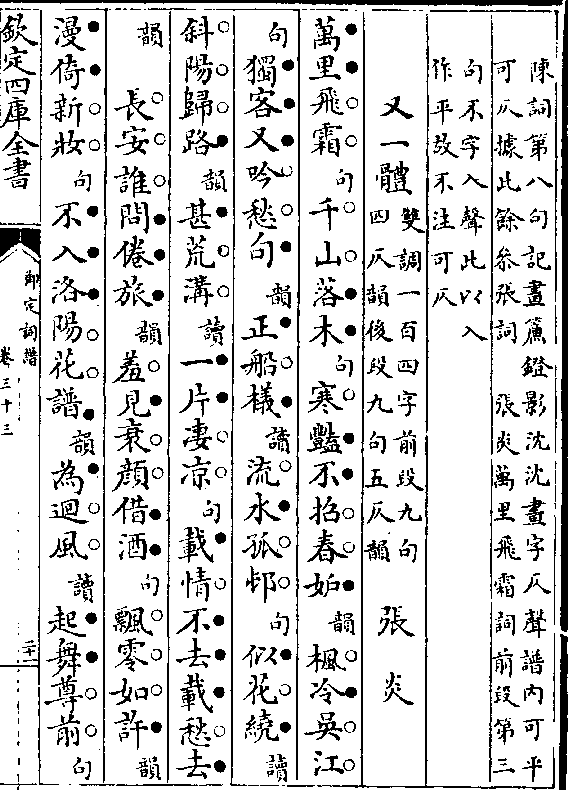 陳詞第八句記畫簾鐙影沈沈畫字仄聲譜内可平
可仄據此餘叅張詞 張炎萬里飛霜詞前段第三
句不字入聲此以入
作平故不注可仄
又一體 雙調一百四字前段九句
四仄韻後段九句五仄韻 張炎
萬里飛霜句千山落木句寒豔不招春妒韻楓冷吳江
句獨客又吟愁句韻正船檥讀流水孤邨句似花繞讀
斜陽歸路韻甚荒溝讀一片凄凉句載情不去載愁去
韻 長安誰問倦旅韻羞見衰顏借酒句飄零如許韻
漫倚新妝句不入洛陽花譜韻為迴風讀起舞尊前句
欽定四庫全書
御定詞譜
卷三十三